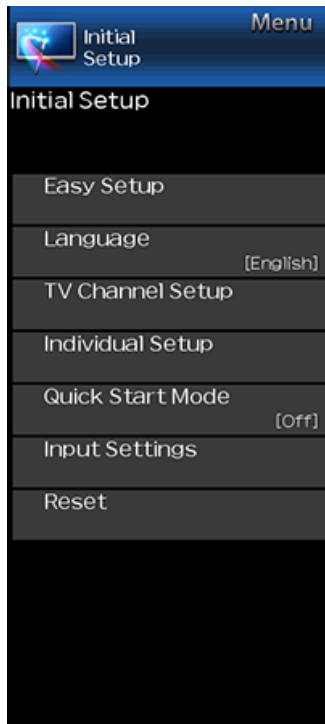 Menu
Initial
Setup
Initial Setup
Easy Setup
Language
[English]
TV Channel Setup
Individual Setup
Quick Start Mode
[Off]
Input Settings
Reset